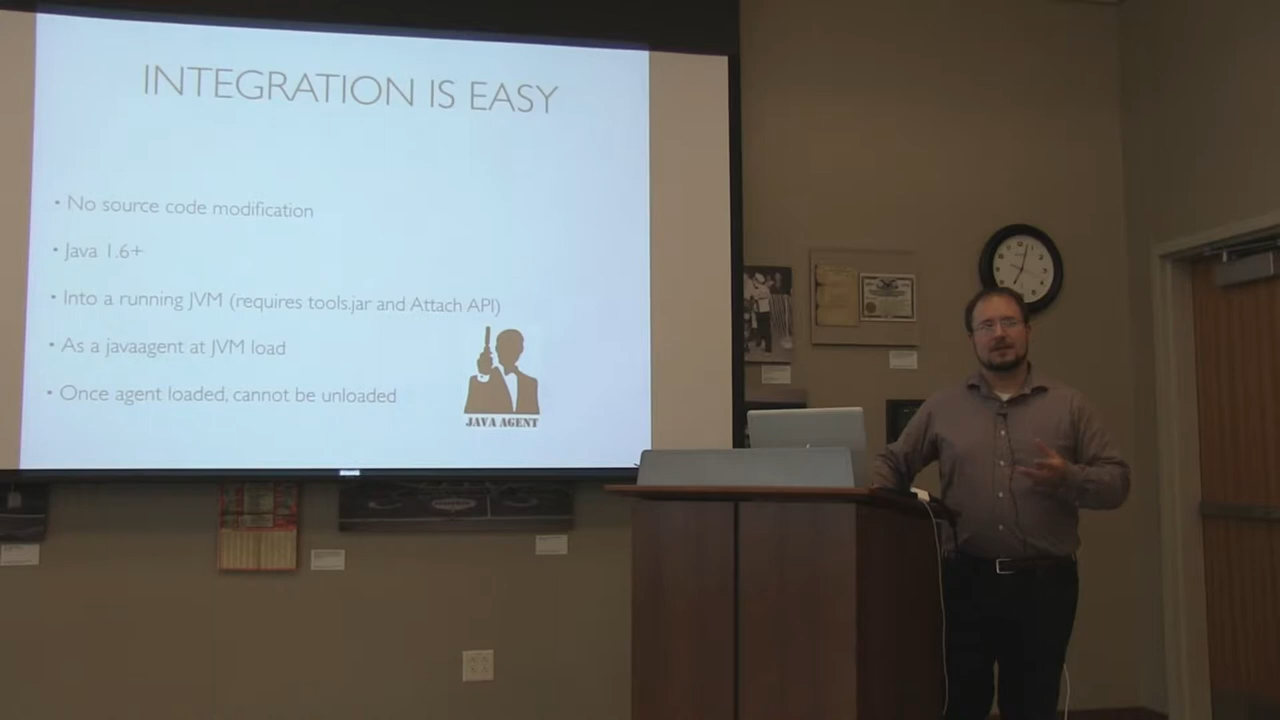 INTEGRATION IS EASY
• No source code modification
• Java 1.6+
• Into a running JVM (requires tools.jar and Attach API)
• As a javaagent at JVM load
• Once agent loaded, cannot be unloaded
JAVA AGENT